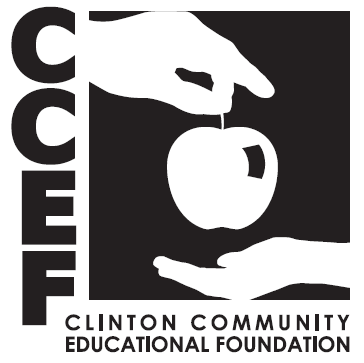 CCEF
CLINTON COMMUNITY
EDUCATIONAL FOUNDATION